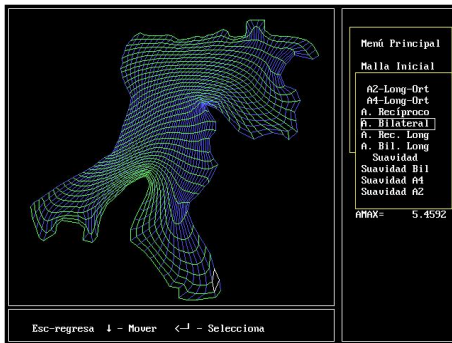 Menú Principal
Malla Inicial
A2-Long-Ort
A4-Long-Ort
A. Recíproco
A. Bilateral
A. Rec. Long
A. Bil. Long
Suavidad
Suavidad Bil
Suavidad A4
Suavidad A2
AMAX= 5.4592
Esc-regresa ↓ - Mover ←┘ - Selecciona